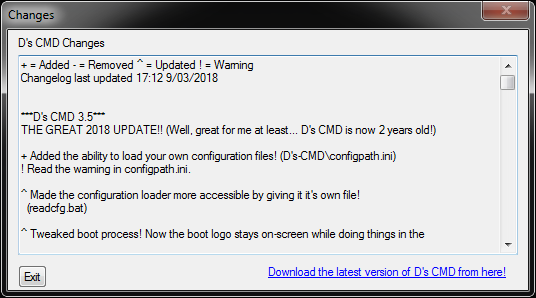 Changes
D's CMD Changes
+ = Added - = Removed ^ = Updated ! = Warning
Changelog last updated 17:12 9/03/2018
***D's CMD 3.5***
THE GREAT 2018 UPDATE!! (Well, great for me at least... D's CMD is now 2 years old!)
+ Added the ability to load your own configuration files! (D's-CMD\configpath.ini)
! Read the warning in configpath.ini.
^ Made the configuration loader more accessible by giving it it's own file!
(readcfg.bat)
^ Tweaked boot process! Now the boot logo stays on-screen while doing things in the
Exit
Download the latest version of D's CMD from here!